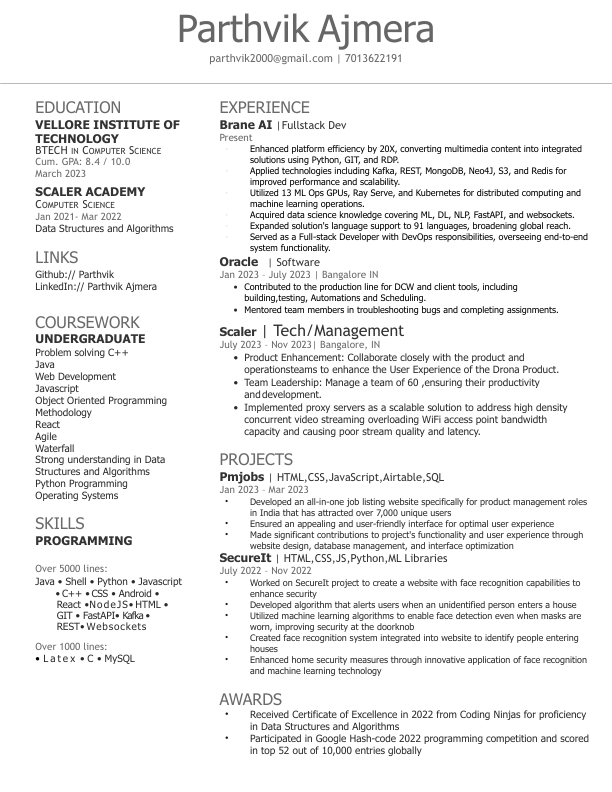 Parthvik Ajmera
parthvik2000@gmail.com | 7013622191
EDUCATION
VELLORE INSTITUTE OF
TECHNOLOGY
BTECH IN COMPUTER SCIENCE
Cum. GPA: 8.4 / 10.0
March 2023
SCALER ACADEMY
COMPUTER SCIENCE
Jan 2021- Mar 2022
Data Structures and Algorithms
LINKS
Github:// Parthvik
LinkedIn:// Parthvik Ajmera
COURSEWORK
UNDERGRADUATE
Problem solving C++
Java
Web Development
Javascript
Object Oriented Programming
Methodology
React
Agile
Waterfall
Strong understanding in Data
Structures and Algorithms
Python Programming
Operating Systems
SKILLS
PROGRAMMING
Over 5000 lines:
Java • Shell • Python • Javascript
• C++ • CSS • Android •
React •NodeJS• HTML •
GIT • FastAPI• Kafka •
REST• Websockets
Over 1000 lines:
• Latex • C • MySQL
EXPERIENCE
Brane AI |Fullstack Dev
Present
Enhanced platform efficiency by 20X, converting multimedia content into integrated
solutions using Python, GIT, and RDP.
Applied technologies including Kafka, REST, MongoDB, Neo4J, S3, and Redis for
improved performance and scalability.
Utilized 13 ML Ops GPUs, Ray Serve, and Kubernetes for distributed computing and
machine learning operations.
Acquired data science knowledge covering ML, DL, NLP, FastAPI, and websockets.
Expanded solution's language support to 91 languages, broadening global reach.
Served as a Full-stack Developer with DevOps responsibilities, overseeing end-to-end
system functionality.
Oracle | Software
Jan 2023 – July 2023 | Bangalore IN
• Contributed to the production line for DCW and client tools, including
building,testing, Automations and Scheduling.
• Mentored team members in troubleshooting bugs and completing assignments.
Scaler | Tech/Management
July 2023 – Nov 2023| Bangalore, IN
• Product Enhancement: Collaborate closely with the product and
operationsteams to enhance the User Experience of the Drona Product.
• Team Leadership: Manage a team of 60 ,ensuring their productivity
anddevelopment.
• Implemented proxy servers as a scalable solution to address high density
concurrent video streaming overloading WiFi access point bandwidth
capacity and causing poor stream quality and latency.
PROJECTS
Pmjobs | HTML,CSS,JavaScript,Airtable,SQL
Jan 2023 – Mar 2023
• Developed an all-in-one job listing website specifically for product management roles
in India that has attracted over 7,000 unique users
• Ensured an appealing and user-friendly interface for optimal user experience
• Made significant contributions to project's functionality and user experience through
website design, database management, and interface optimization
SecureIt | HTML,CSS,JS,Python,ML Libraries
July 2022 – Nov 2022
• Worked on SecureIt project to create a website with face recognition capabilities to
enhance security
• Developed algorithm that alerts users when an unidentified person enters a house
• Utilized machine learning algorithms to enable face detection even when masks are
worn, improving security at the doorknob
• Created face recognition system integrated into website to identify people entering
houses
• Enhanced home security measures through innovative application of face recognition
and machine learning technology
AWARDS
• Received Certificate of Excellence in 2022 from Coding Ninjas for proficiency
in Data Structures and Algorithms
• Participated in Google Hash-code 2022 programming competition and scored
in top 52 out of 10,000 entries globally